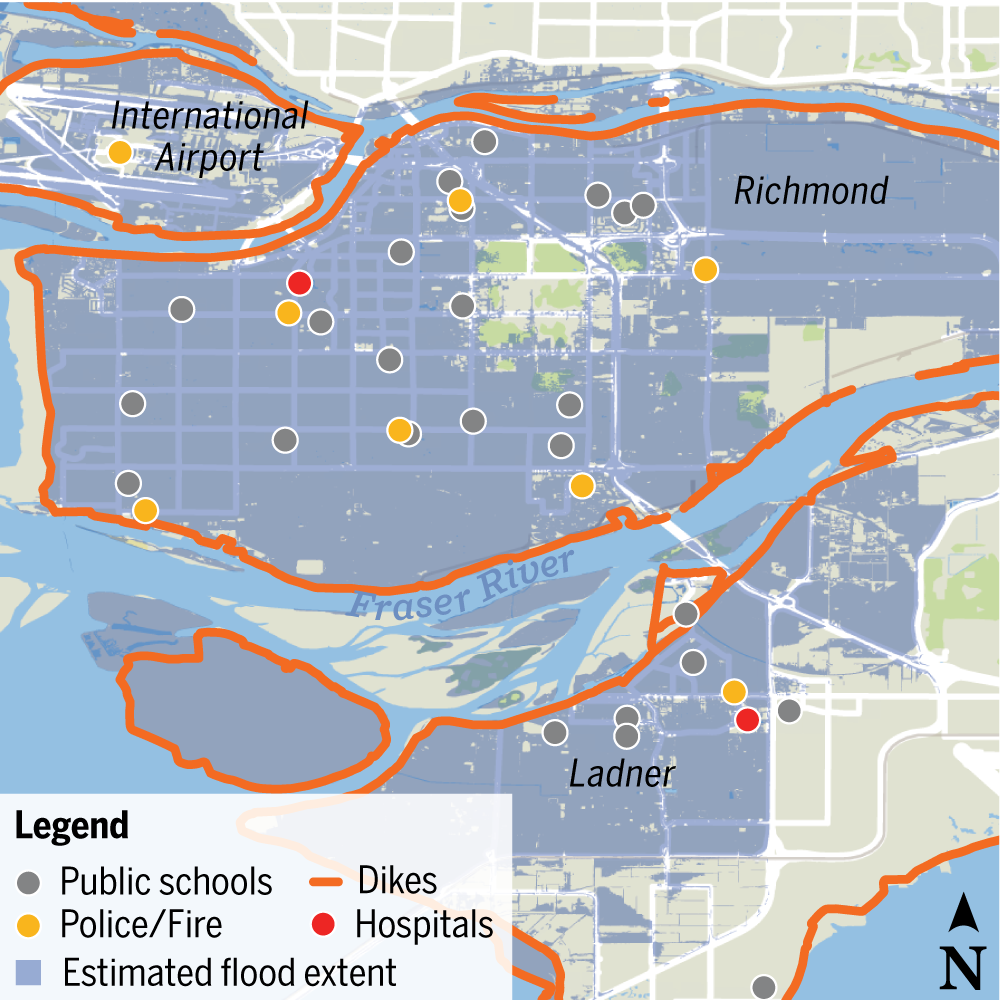 International
Airport
Richmond
Fraser River
Ladner
Legend
Public schools
Dikes
Police/Fire
Hospitals
Estimated flood extent
N